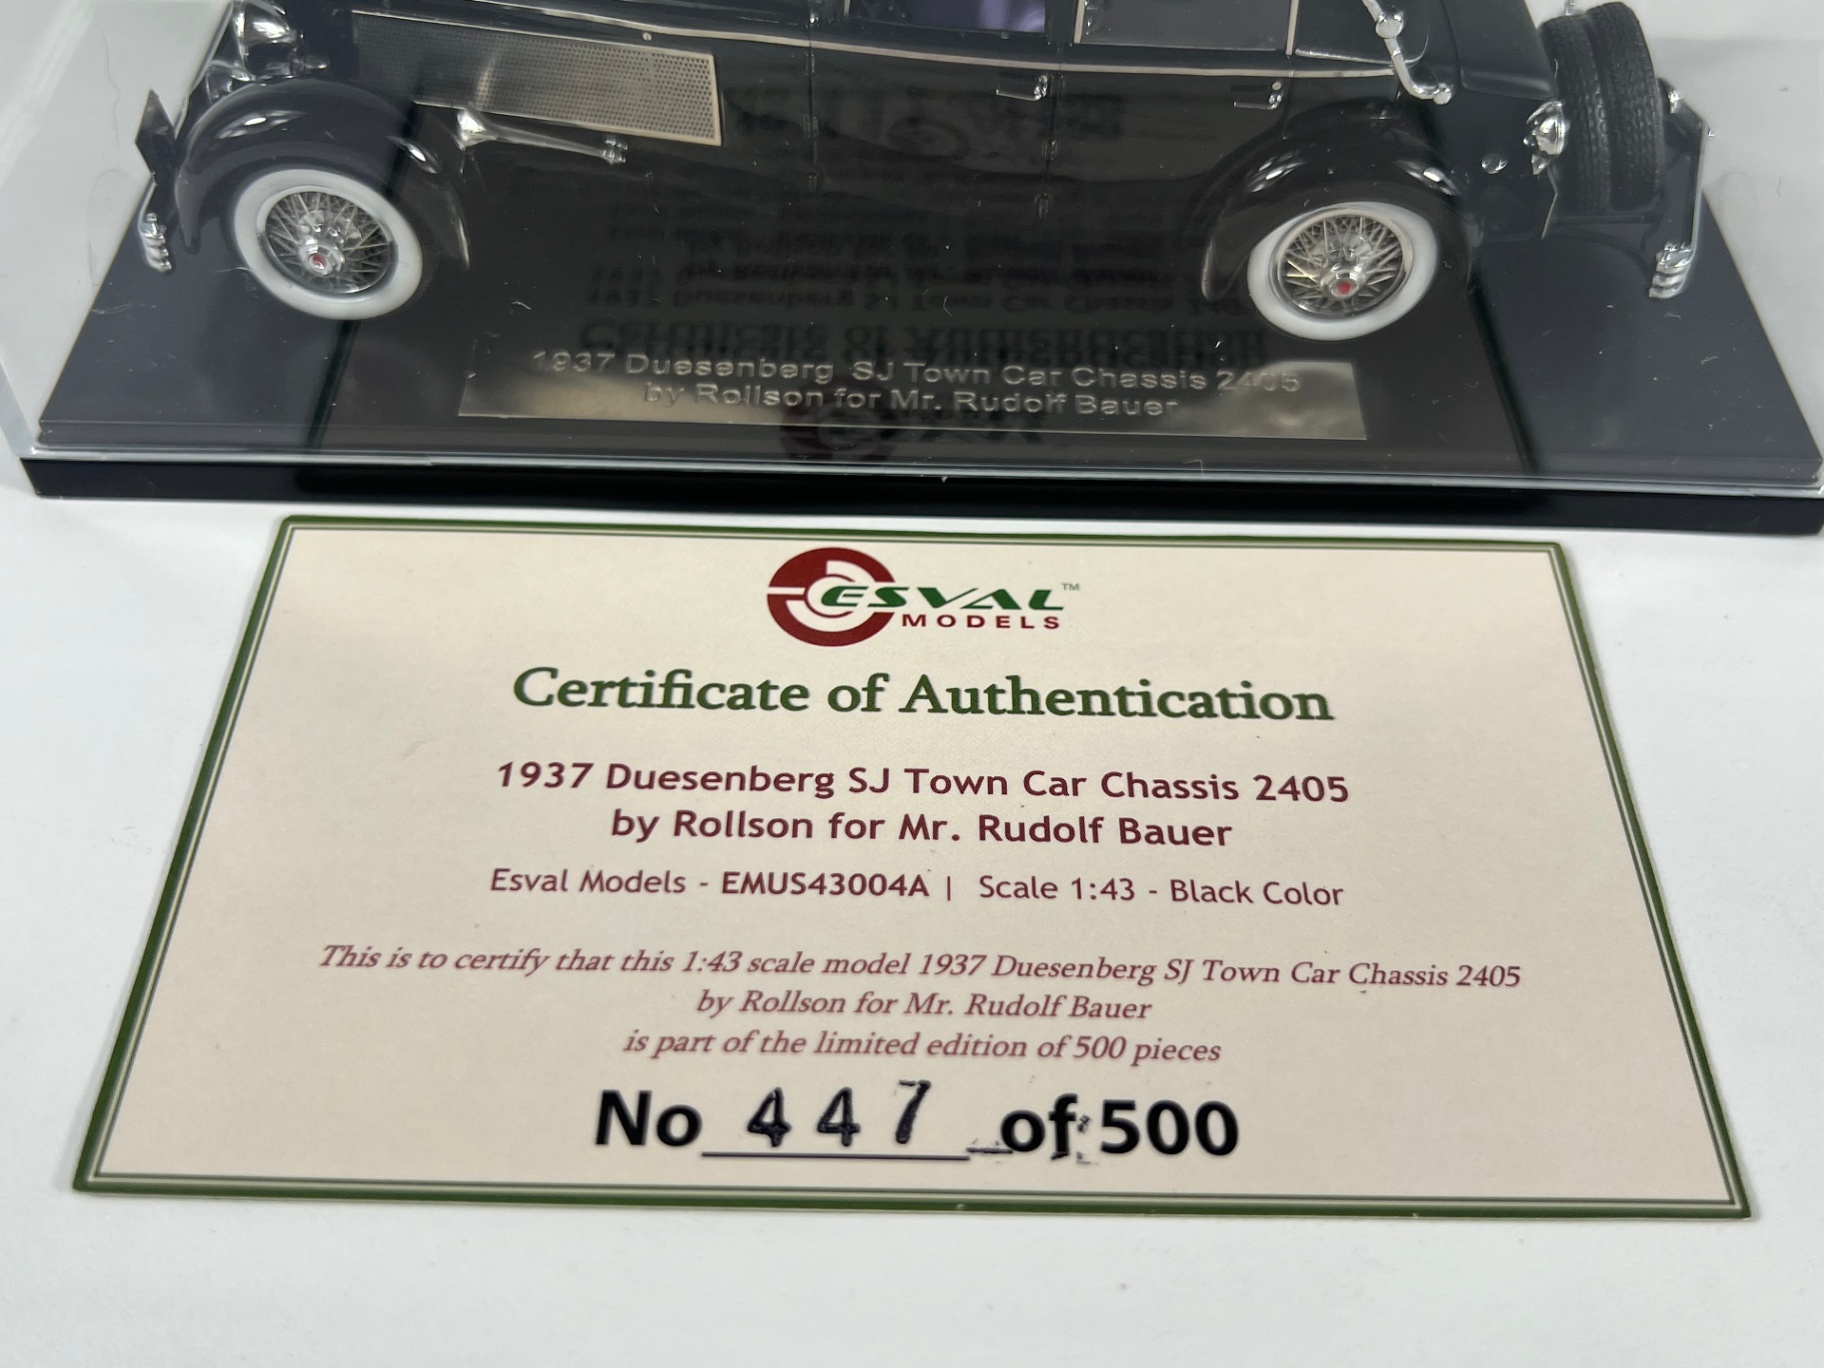 1937 Duesenberg SJ Town Car Chassis 2405
by Rollson for Mr. Rudolf Bauer
ESVAL™
MODELS
Certificate of Authentication
1937 Duesenberg SJ Town Car Chassis 2405
by Rollson for Mr. Rudolf Bauer
Esval Models - EMUS43004A | Scale 1:43 - Black Color
This is to certify that this 1:43 scale model 1937 Duesenberg SJ Town Car Chassis 2405
by Rollson for Mr. Rudolf Bauer
is part of the limited edition of 500 pieces
No 447 of 500